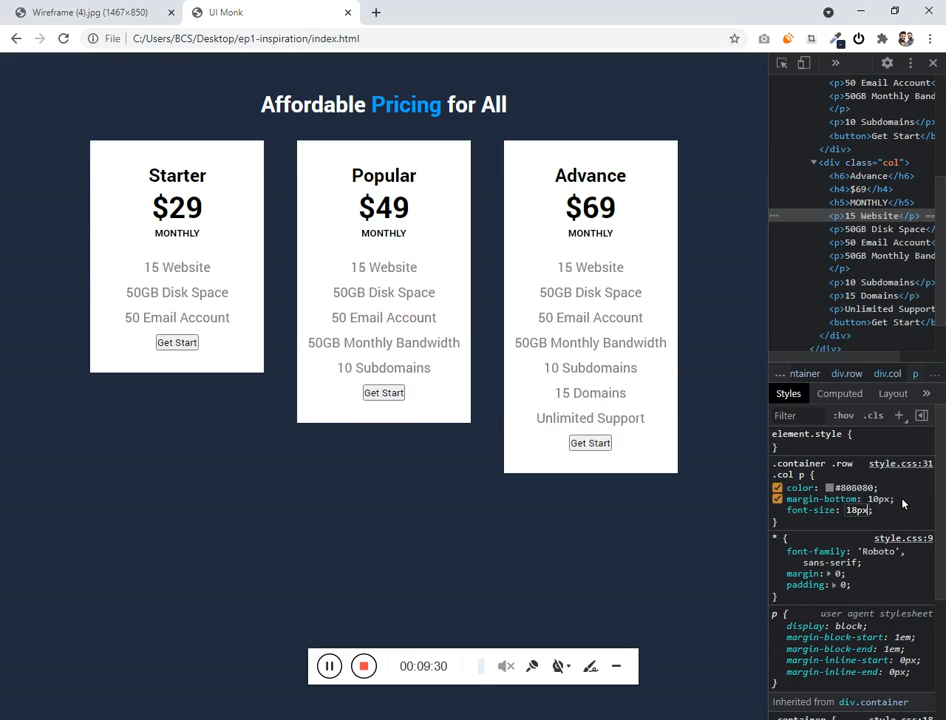 Wireframe (4).jpg (1467×850)
UI Monk
File
C:/Users/BCS/Desktop/ep1-inspiration/index.html
Affordable Pricing for All
Starter
$29
MONTHLY
15 Website
50GB Disk Space
50 Email Account
Get Start
Popular
$49
MONTHLY
15 Website
50GB Disk Space
50 Email Account
50GB Monthly Bandwidth
10 Subdomains
Get Start
Advance
$69
MONTHLY
15 Website
50GB Disk Space
50 Email Account
50GB Monthly Bandwidth
10 Subdomains
15 Domains
Unlimited Support
Get Start
<p>50 Email Account<
<p>50GB Monthly Band
</p>
<p>10 Subdomains</p>
<button>Get Start</b
</div>
<div class="col">
<h6>Advance</h6>
<h4>$69</h4>
<h5>MONTHLY</h5>
<p>15 Website</p> ==
<p>50GB Disk Space</
<p>50 Email Account<
<p>50GB Monthly Band
</p>
<p>10 Subdomains</p>
<p>15 Domains</p>
<p>Unlimited Support
<button>Get Start</b
</div>
</div>
... ntainer div.row div.col p ...
Styles Computed Layout »
Filter :hov .cls +
element.style {
}
.container .row style.css:31
.col p {
color: #808080;
margin-bottom: 10px;
font-size: 18px;
}
* { style.css:9
font-family: 'Roboto',
sans-serif;
margin: 0;
padding: 0;
}
p { user agent stylesheet
display: block;
margin-block-start: 1em;
margin-block-end: 1em;
margin-inline-start: 0px;
margin-inline-end: 0px;
}
Inherited from div.container
00:09:30